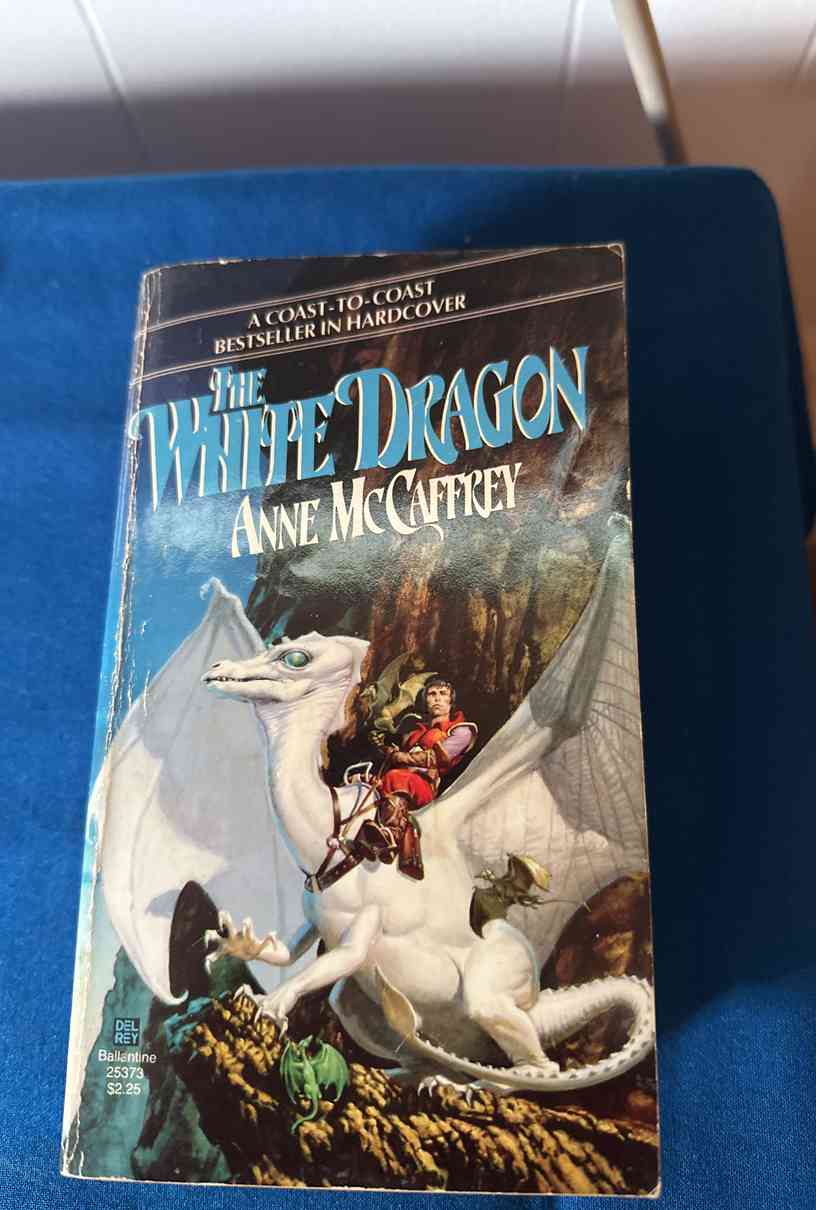 A COAST-TO-COAST
BESTSELLER IN HARDCOVER
THE
WHITE DRAGON
ANNE McCAFFREY
DEL
REY
Ballantine
25373
$2.25